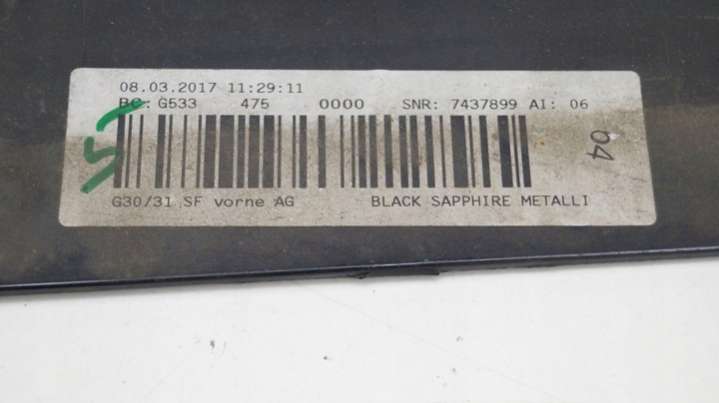 08.03.2017 11:29:11
BC: G533 475 0000 SNR: 7437899 AI: 06
04
G30/31 SF vorne AG BLACK SAPPHIRE METALLI